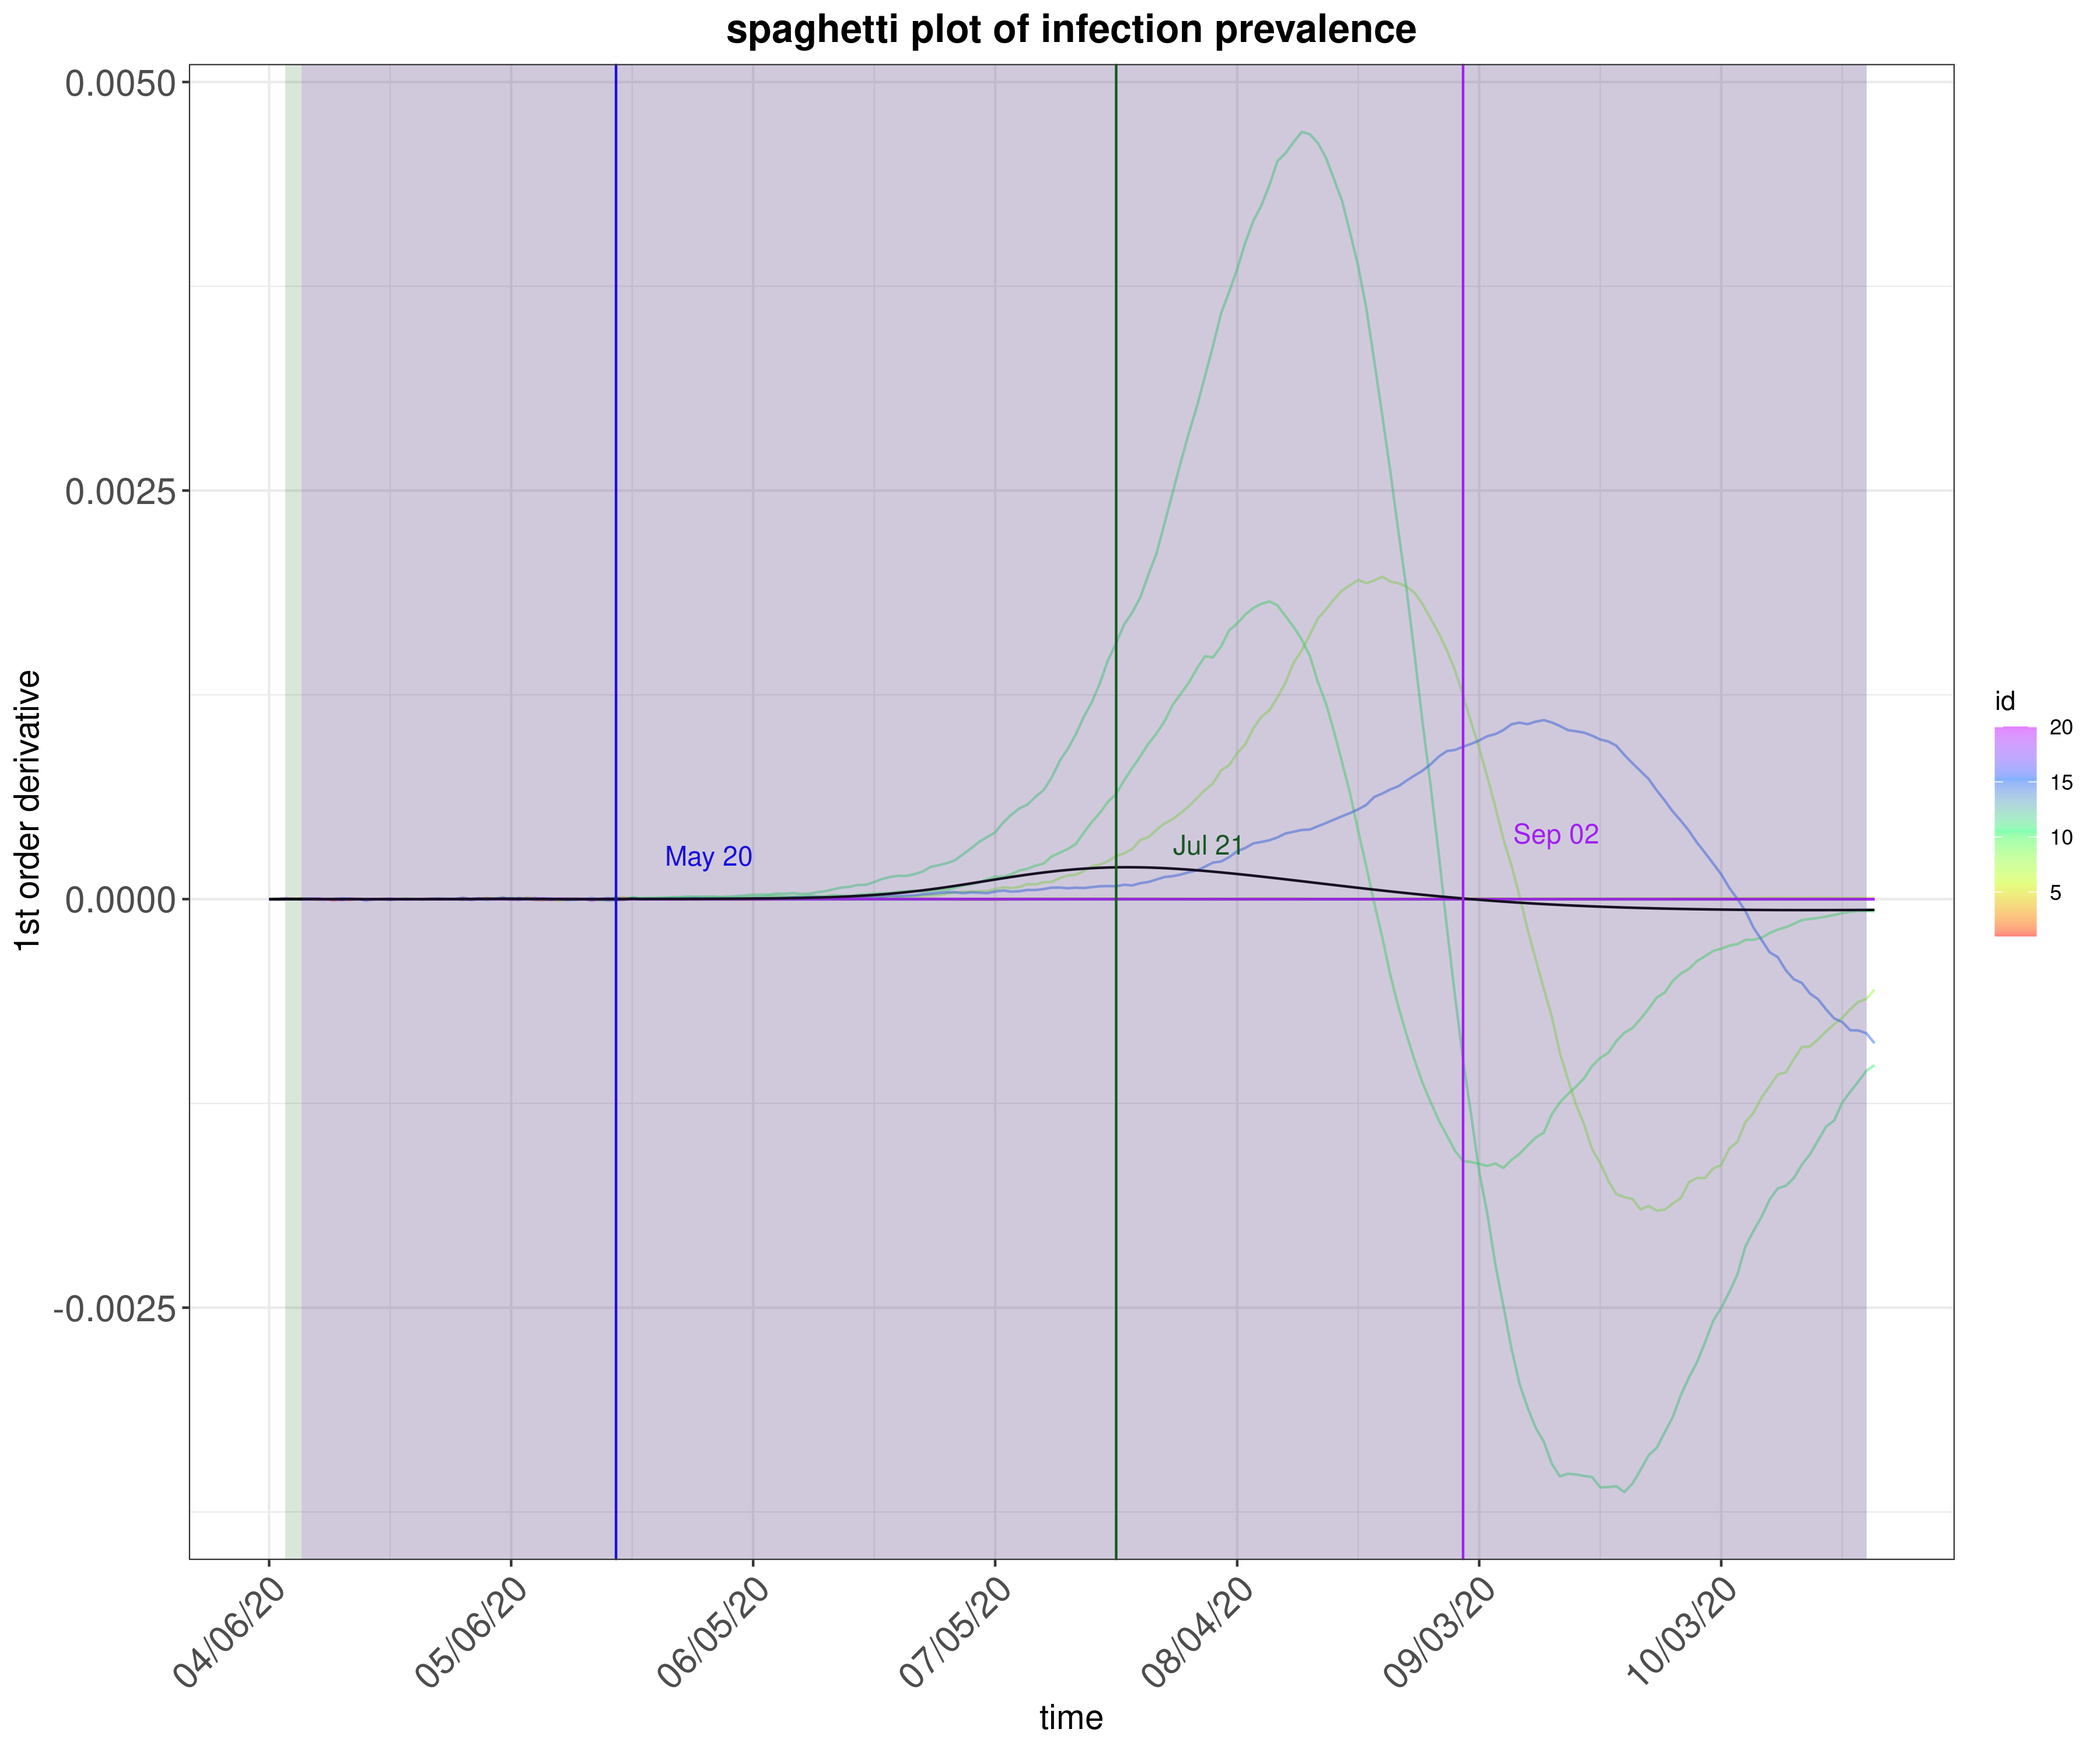 spaghetti plot of infection prevalence
1st order derivative
0.0050
0.0025
0.0000
-0.0025
May 20
Jul 21
Sep 02
04/06/20
05/06/20
06/05/20
07/05/20
08/04/20
09/03/20
10/03/20
time
id
20
15
10
5